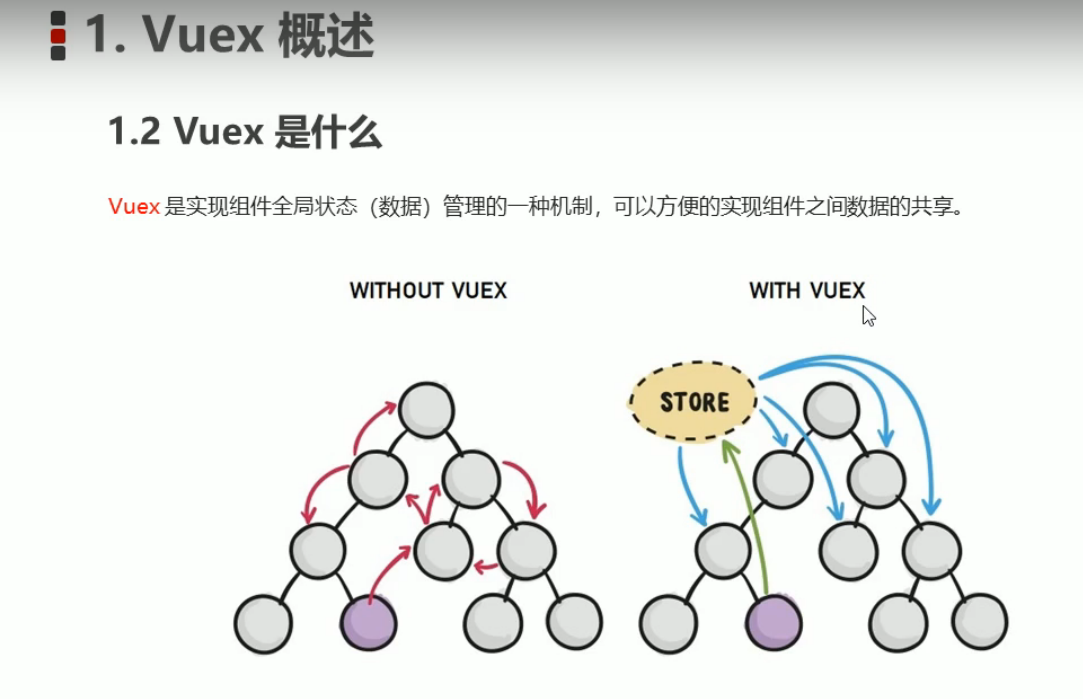 1. Vuex 概述
1.2 Vuex 是什么
Vuex 是实现组件全局状态（数据）管理的一种机制，可以方便的实现组件之间数据的共享。
WITHOUT VUEX
WITH VUEX
STORE